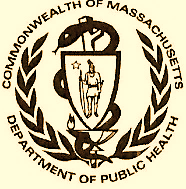 COMMONWEALTH OF MASSACHUSETTS
DEPARTMENT OF PUBLIC HEALTH